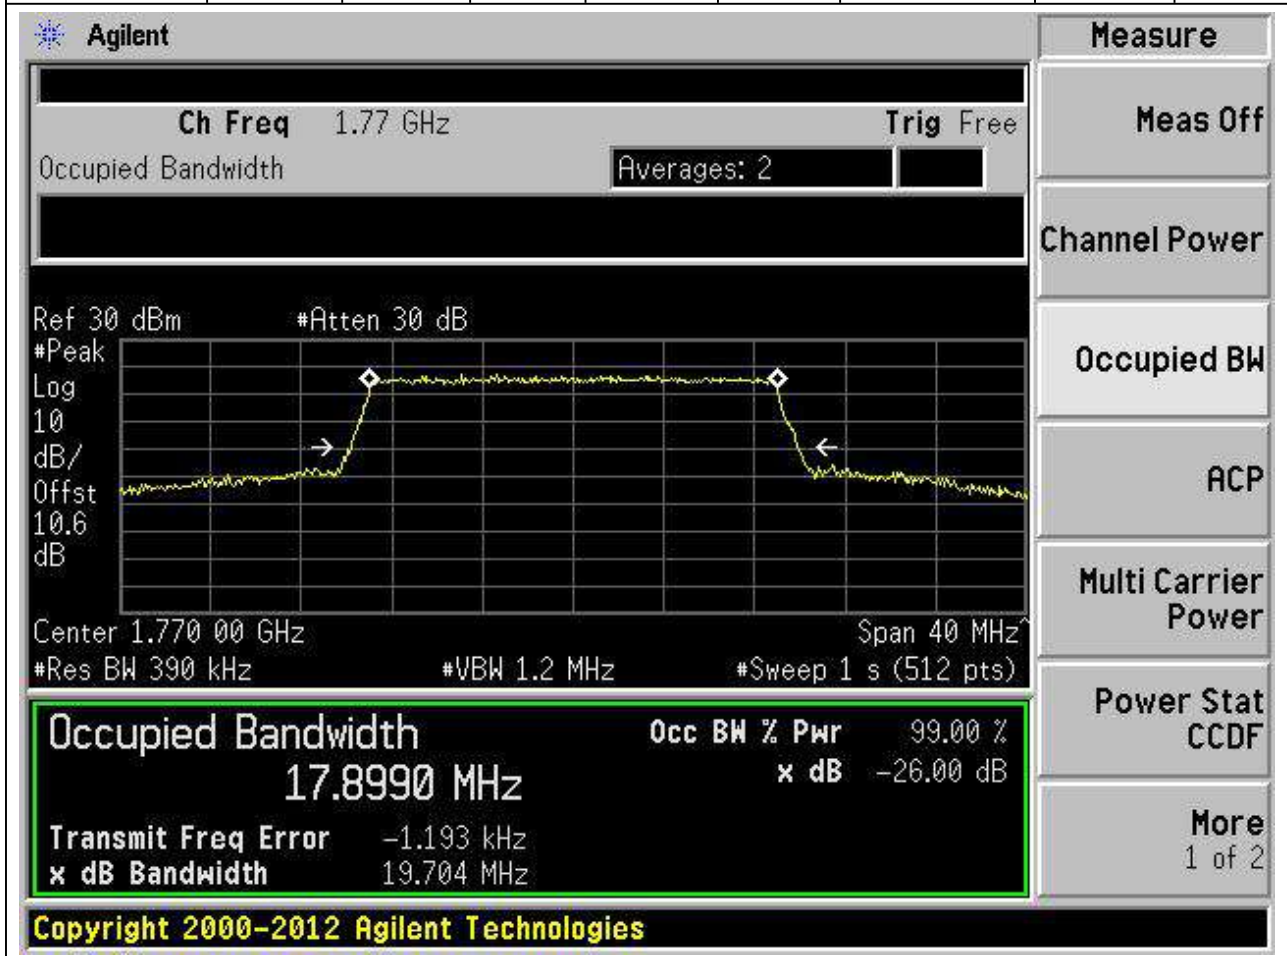 Agilent
Measure
Ch Freq 1.77 GHz Trig Free
Occupied Bandwidth Averages: 2
Meas Off
Channel Power
Occupied BW
ACP
Multi Carrier
Power
Power Stat
CCDF
More
1 of 2
Ref 30 dBm #Atten 30 dB
#Peak
Log
10
dB/
Offst
10.6
dB
Center 1.770 00 GHz Span 40 MHz^
#Res BW 390 kHz #VBW 1.2 MHz #Sweep 1 s (512 pts)
Occupied Bandwidth Occ BW % Pwr 99.00 %
17.8990 MHz x dB -26.00 dB
Transmit Freq Error -1.193 kHz
x dB Bandwidth 19.704 MHz
Copyright 2000-2012 Agilent Technologies